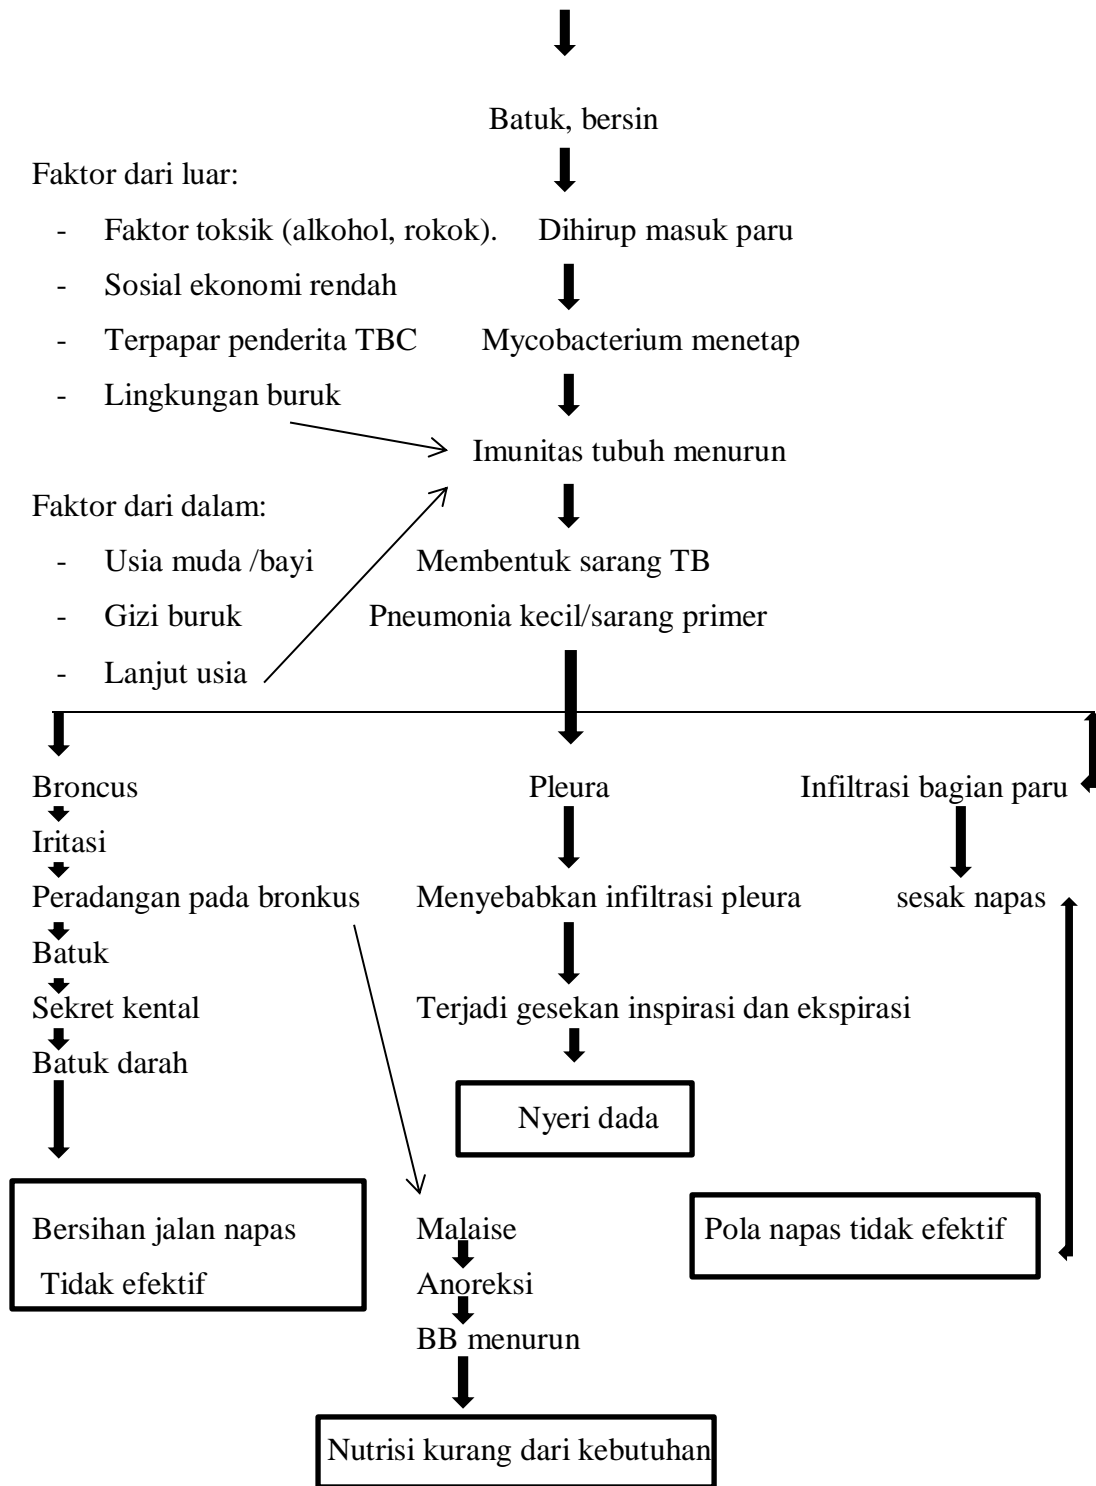 Batuk, bersin
Faktor dari luar:
- Faktor toksik (alkohol, rokok). Dihirup masuk paru
- Sosial ekonomi rendah
- Terpapar penderita TBC Mycobacterium menetap
- Lingkungan buruk
Imunitas tubuh menurun
Faktor dari dalam:
- Usia muda /bayi Membentuk sarang TB
- Gizi buruk Pneumonia kecil/sarang primer
- Lanjut usia
Broncus Pleura Infiltrasi bagian paru
Iritasi
Peradangan pada bronkus Menyebabkan infiltrasi pleura sesak napas
Batuk
Sekret kental Terjadi gesekan inspirasi dan ekspirasi
Batuk darah
Nyeri dada
Bersihan jalan napas Malaise Pola napas tidak efektif
Tidak efektif Anoreksi
BB menurun
Nutrisi kurang dari kebutuhan